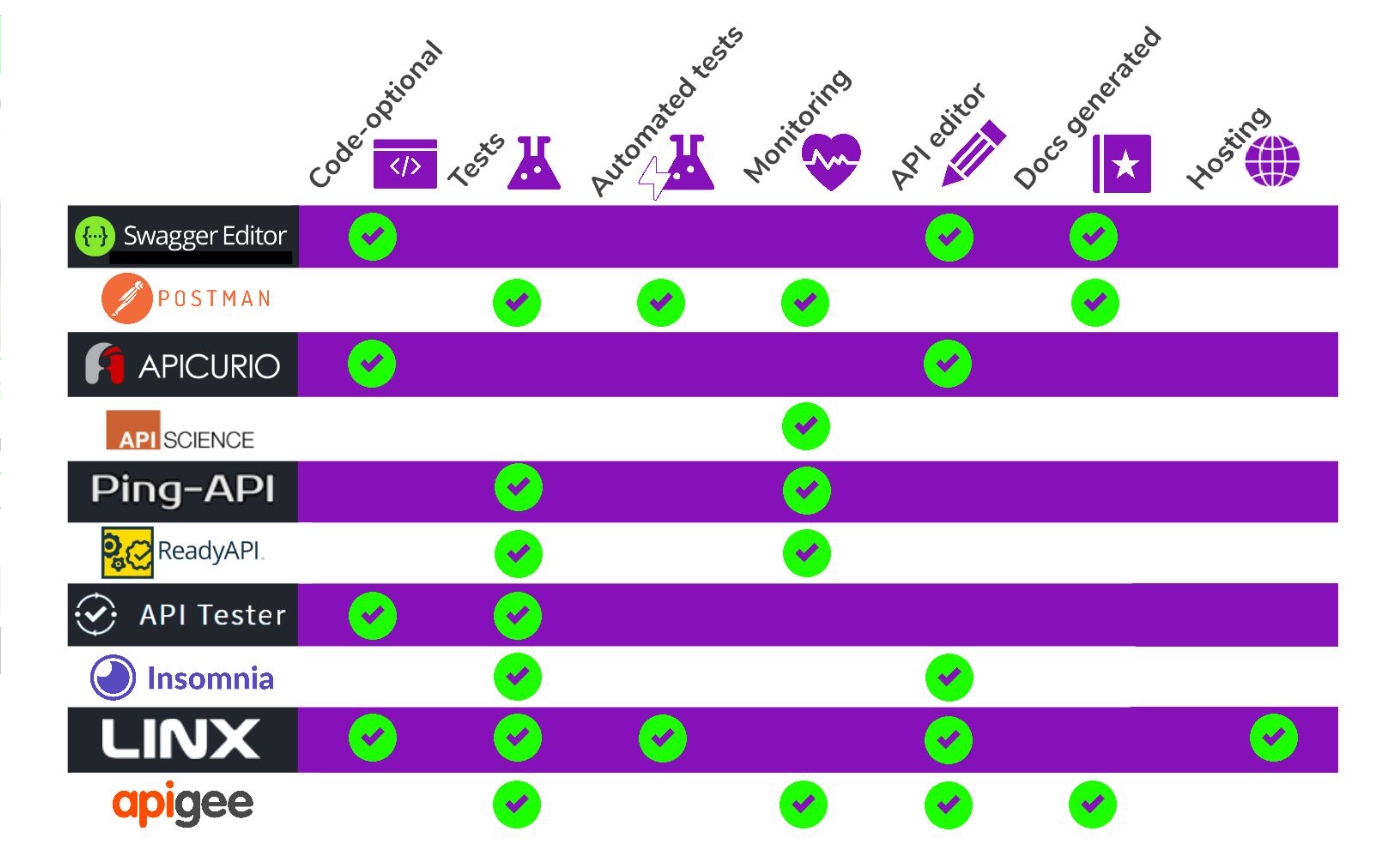 Code-optional
Tests
Automated tests
Monitoring
API editor
Docs generated
Hosting
</>
{··} Swagger Editor
POSTMAN
APICURIO
API SCIENCE
Ping-API
ReadyAPI.
API Tester
Insomnia
LINX
apigee